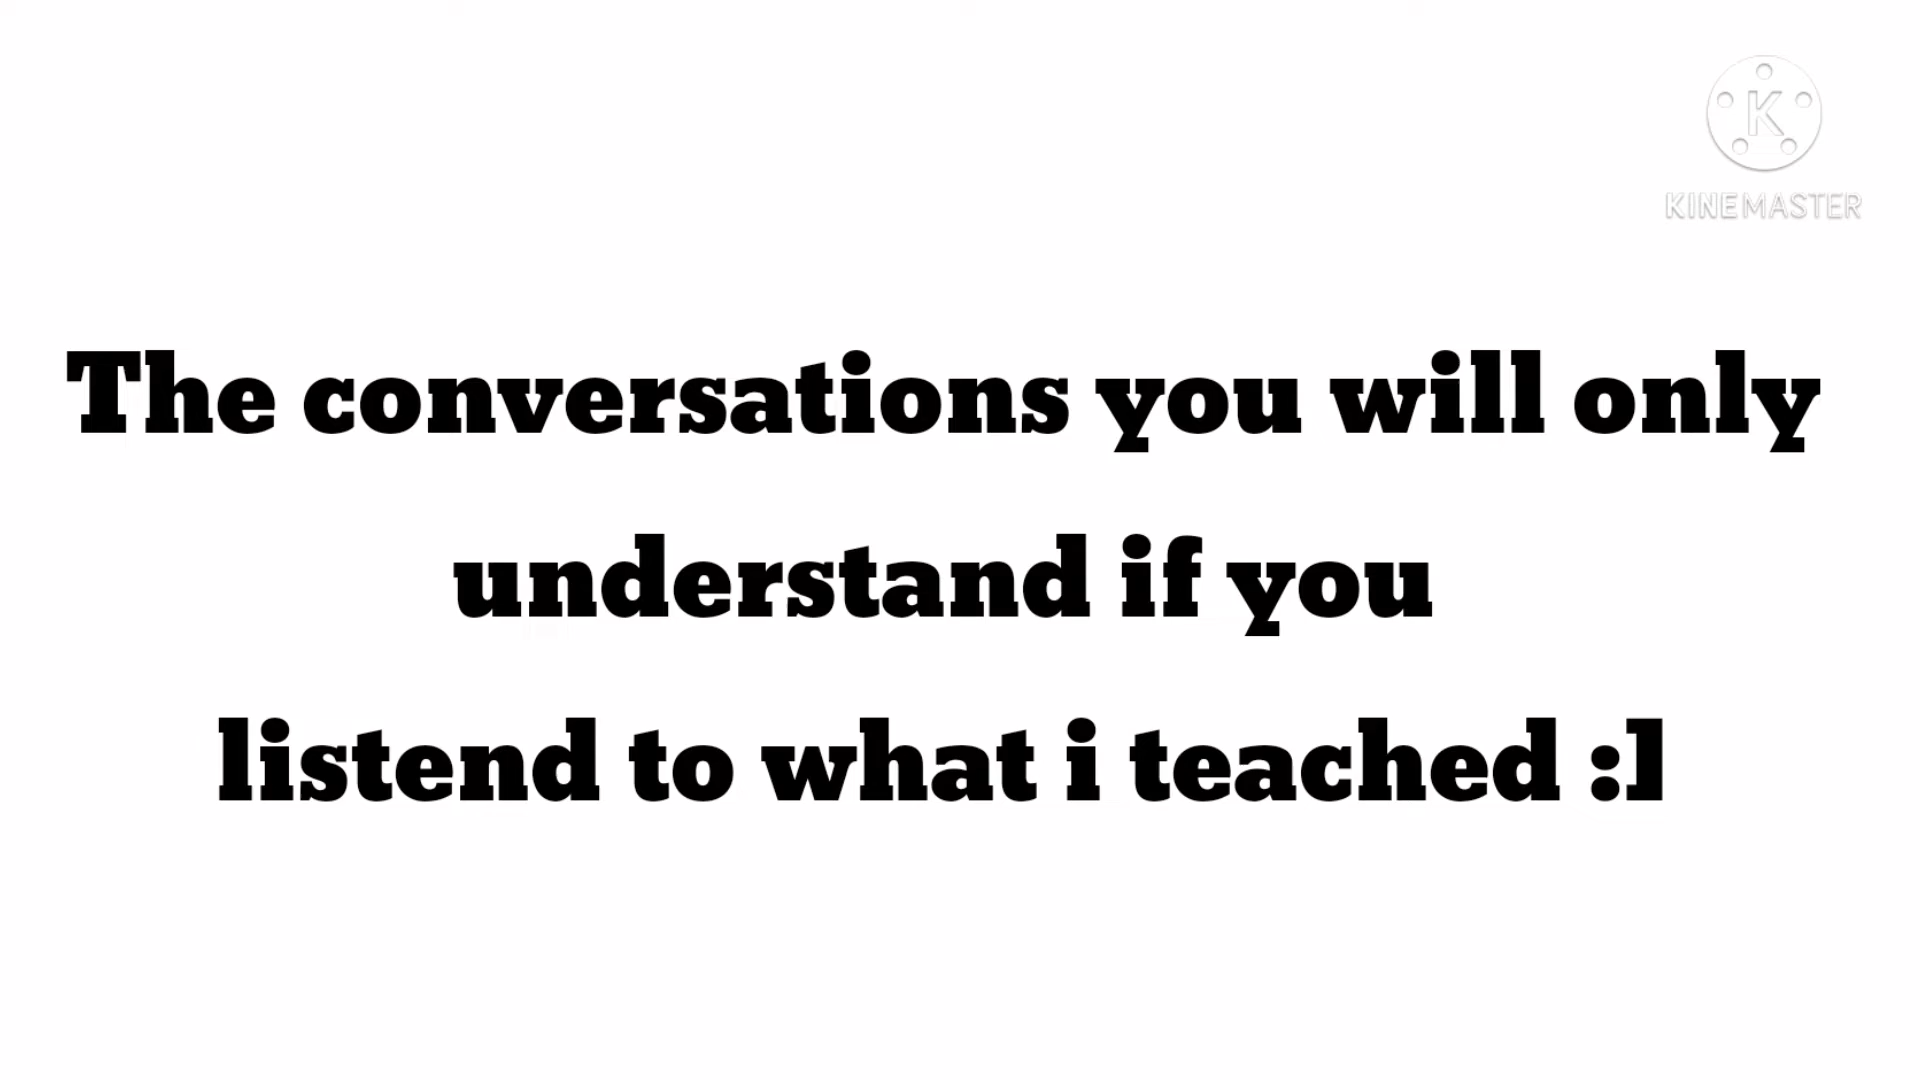 K
KINEMASTER
The conversations you will only
understand if you
listend to what i teached :]